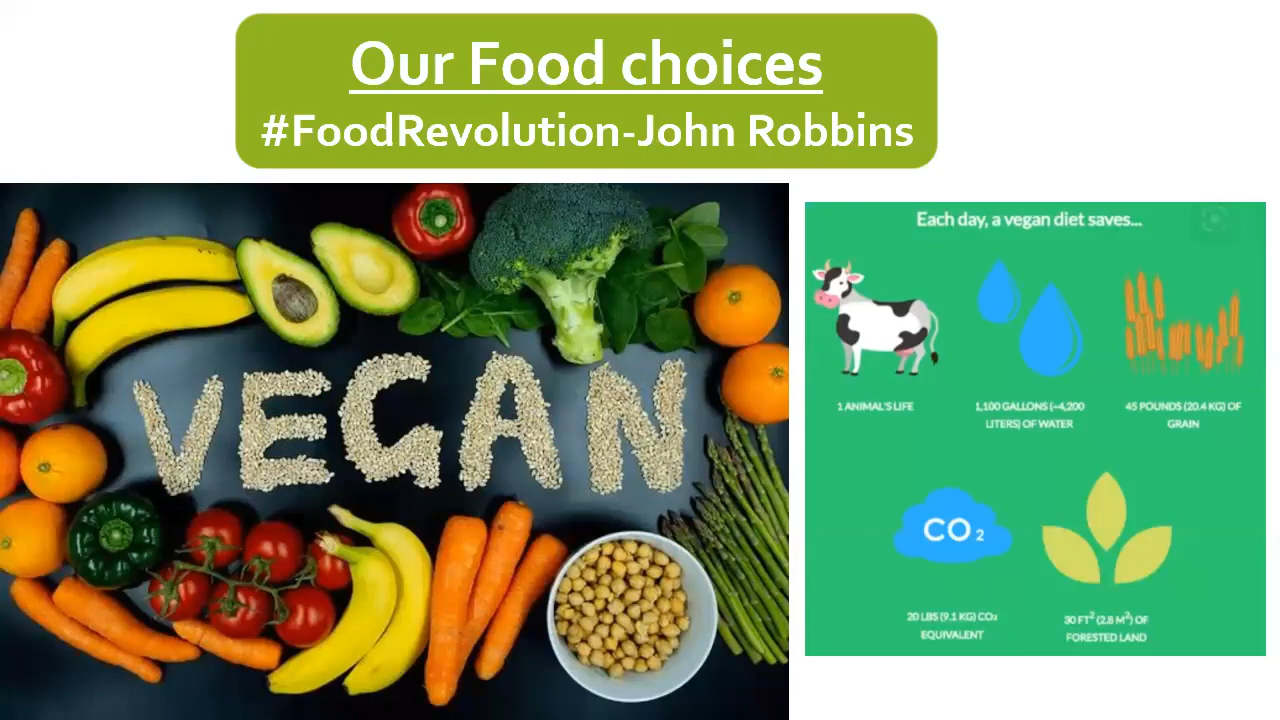 Our Food choices
#FoodRevolution-John Robbins
VEGAN
Each day, a vegan diet saves...
1 ANIMAL'S LIFE
1,100 GALLONS (~4,200
LITERS) OF WATER
45 POUNDS (20.4 KG) OF
GRAIN
CO₂
20 LBS (9.1 KG) CO₂
EQUIVALENT
30 FT² (2.8 M²) OF
FORESTED LAND